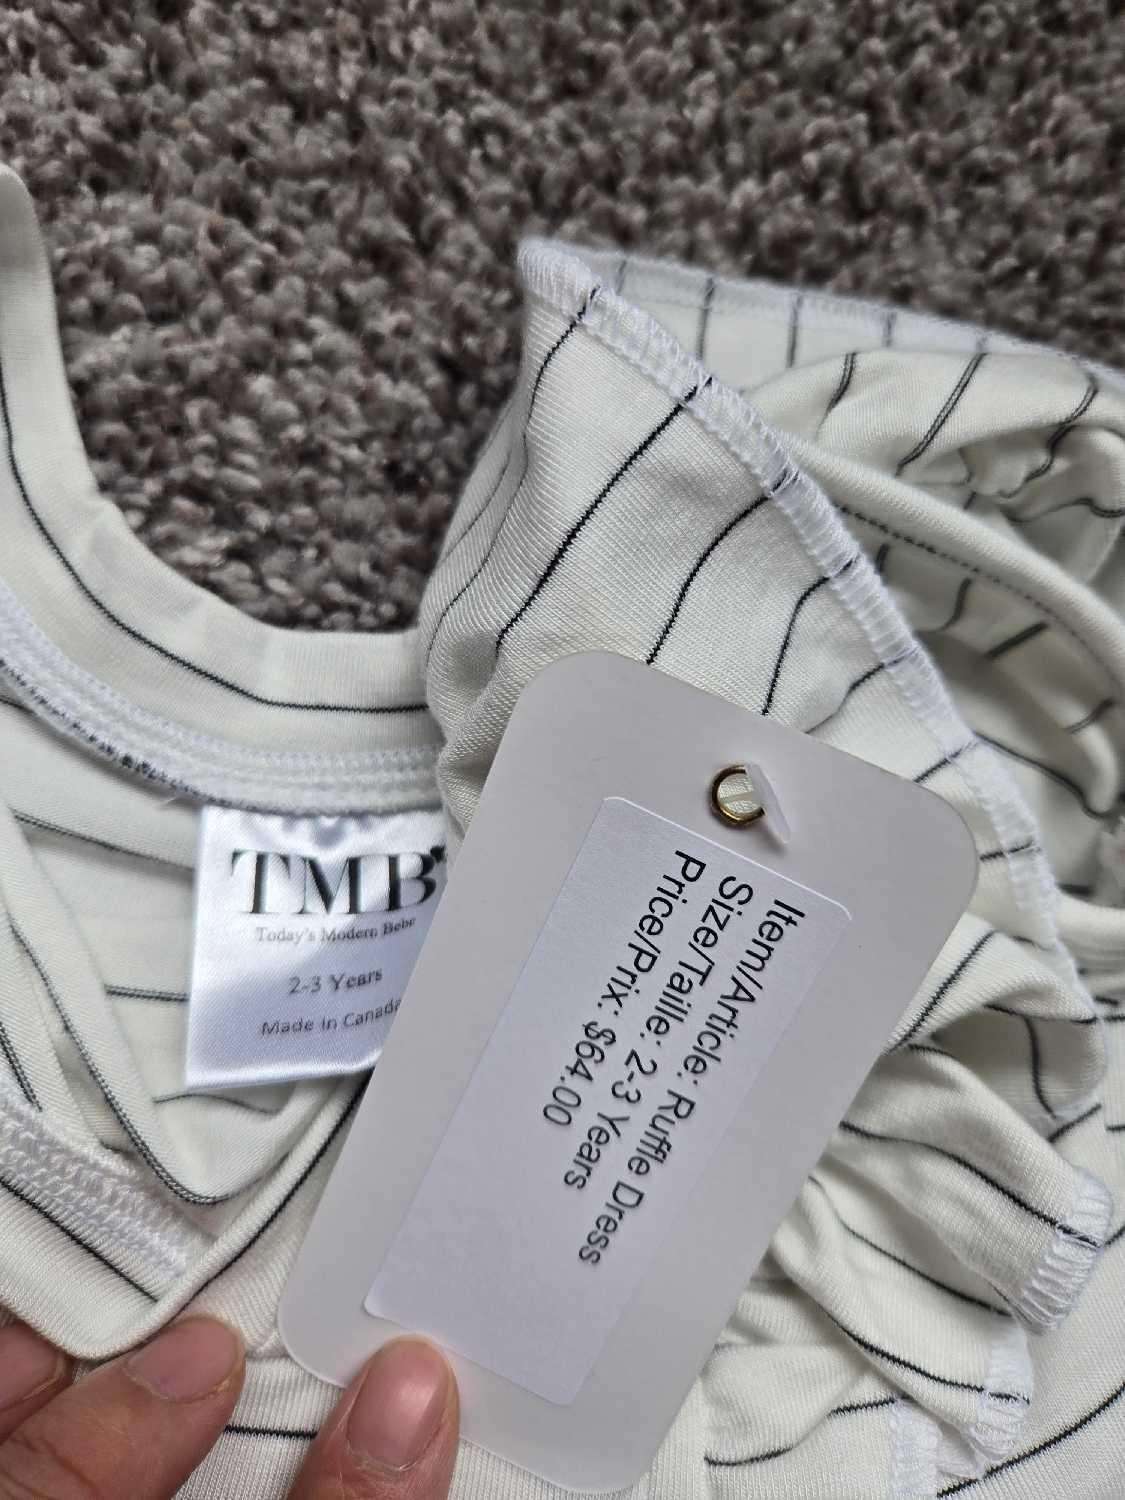 TMB
Today's Modern Bebe
2-3 Years
Made in Canada
Item/Article: Ruffle Dress
Size/Taille: 2-3 Years
Price/Prix: $64.00